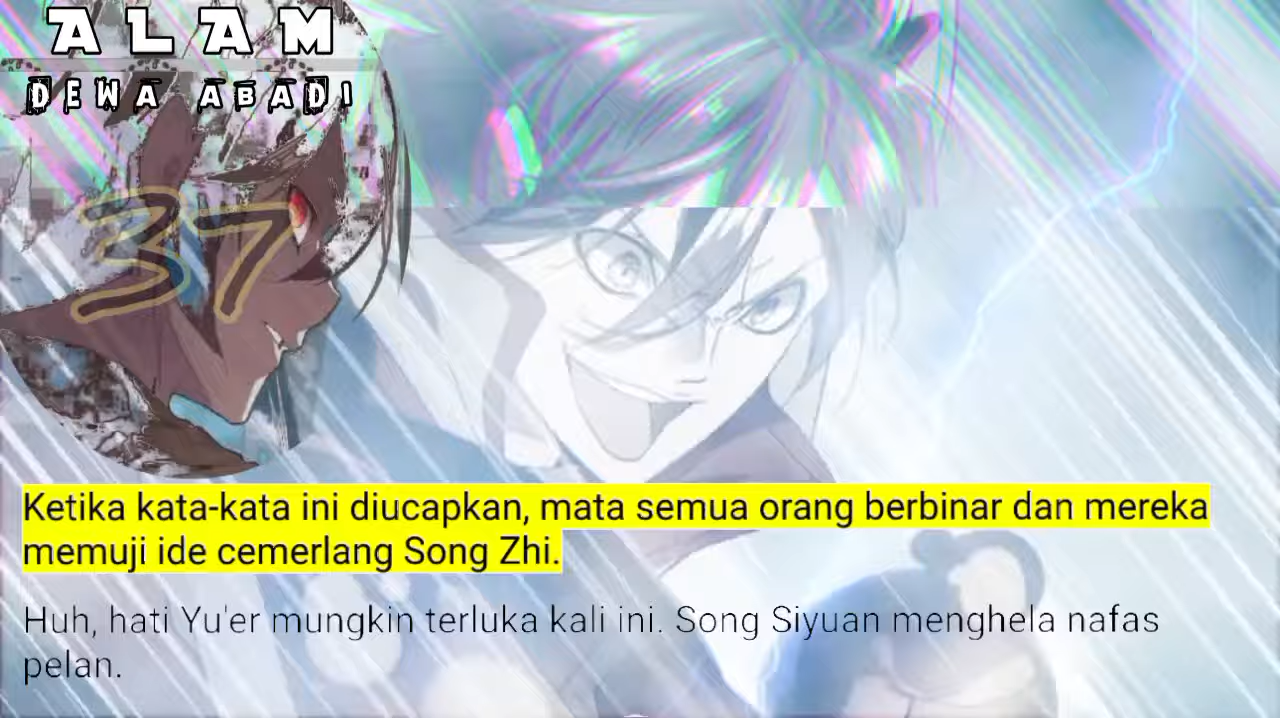 ALAM
DEWA ABADI
37
Ketika kata-kata ini diucapkan, mata semua orang berbinar dan mereka
memuji ide cemerlang Song Zhi.
Huh, hati Yu'er mungkin terluka kali ini. Song Siyuan menghela nafas
pelan.